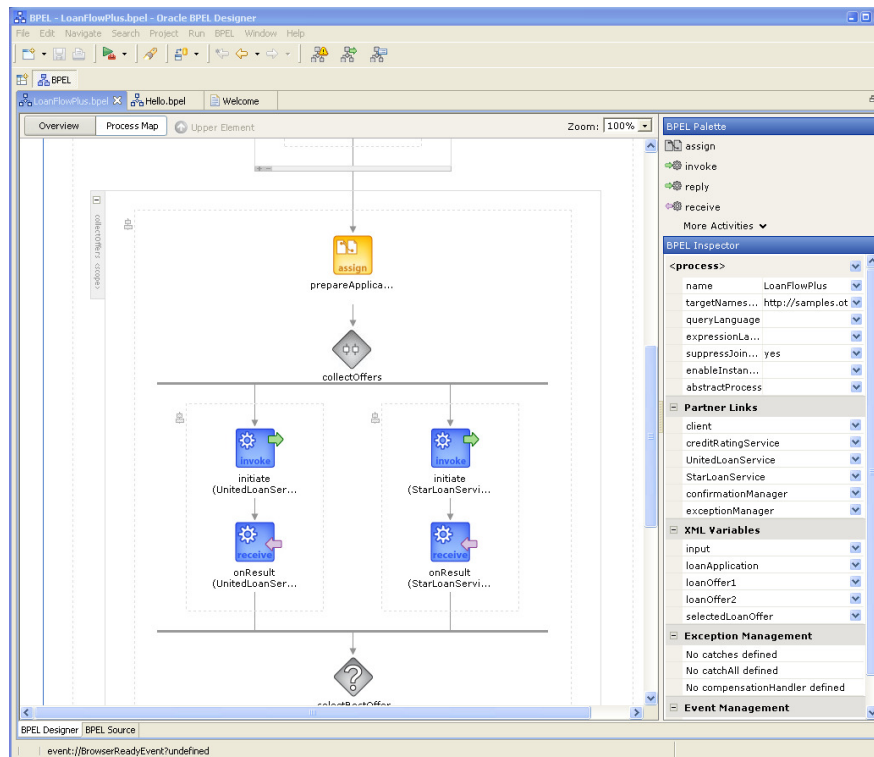 BPEL - LoanFlowPlus.bpel - Oracle BPEL Designer
File Edit Navigate Search Project Run BPEL Window Help
BPEL
LoanFlowPlus.bpel Hello.bpel Welcome
Overview Process Map Upper Element Zoom: 100%
collectOffers <scope>
assign
prepareApplica...
collectOffers
invoke
initiate
(UnitedLoanSer...
invoke
initiate
(StarLoanServi...
receive
onResult
(UnitedLoanSer...
receive
onResult
(StarLoanServi...
selectBestOffer
BPEL Palette
assign
invoke
reply
receive
More Activities
BPEL Inspector
<process>
name LoanFlowPlus
targetNames... http://samples.ot
queryLanguage
expressionLa...
suppressJoin... yes
enableInstan...
abstractProcess
Partner Links
client
creditRatingService
UnitedLoanService
StarLoanService
confirmationManager
exceptionManager
XML Variables
input
loanApplication
loanOffer1
loanOffer2
selectedLoanOffer
Exception Management
No catches defined
No catchAll defined
No compensationHandler defined
Event Management
BPEL Designer BPEL Source
event://BrowserReadyEvent?undefined